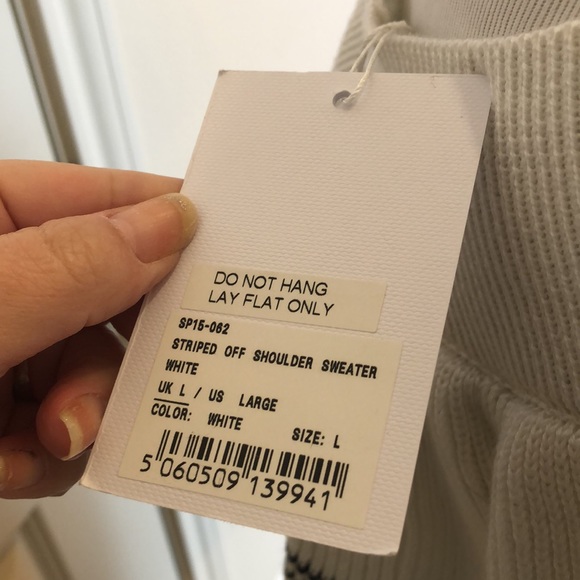 DO NOT HANG
LAY FLAT ONLY
SP15-062
STRIPED OFF SHOULDER SWEATER
WHITE
UK L / US LARGE
COLOR: WHITE SIZE: L
5 060509 139941